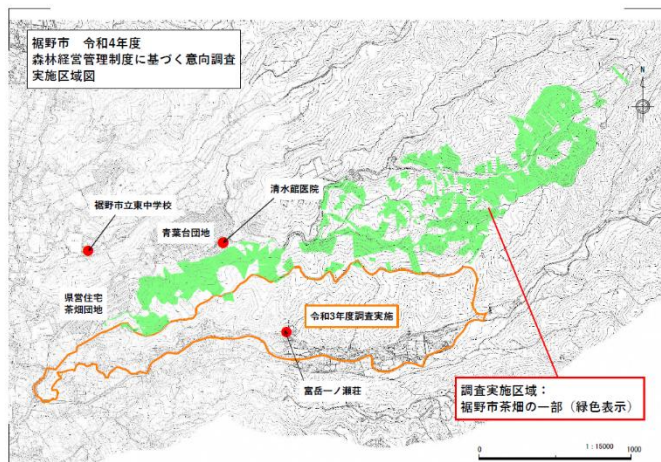 裾野市 令和4年度
森林経営管理制度に基づく意向調査
実施区域図
N
清水館医院
裾野市立東中学校
青葉台団地
県営住宅
茶畑団地
令和3年度調査実施
富岳一ノ瀬荘
調査実施区域：
裾野市茶畑の一部（緑色表示）
1：15000
0 1000